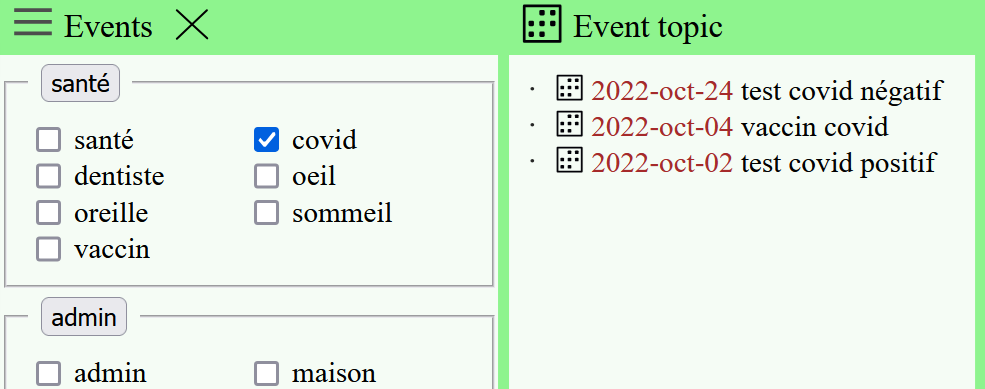 Events
santé
santé covid
dentiste oeil
oreille sommeil
vaccin
admin
admin maison
Event topic
· 2022-oct-24 test covid négatif
· 2022-oct-04 vaccin covid
· 2022-oct-02 test covid positif